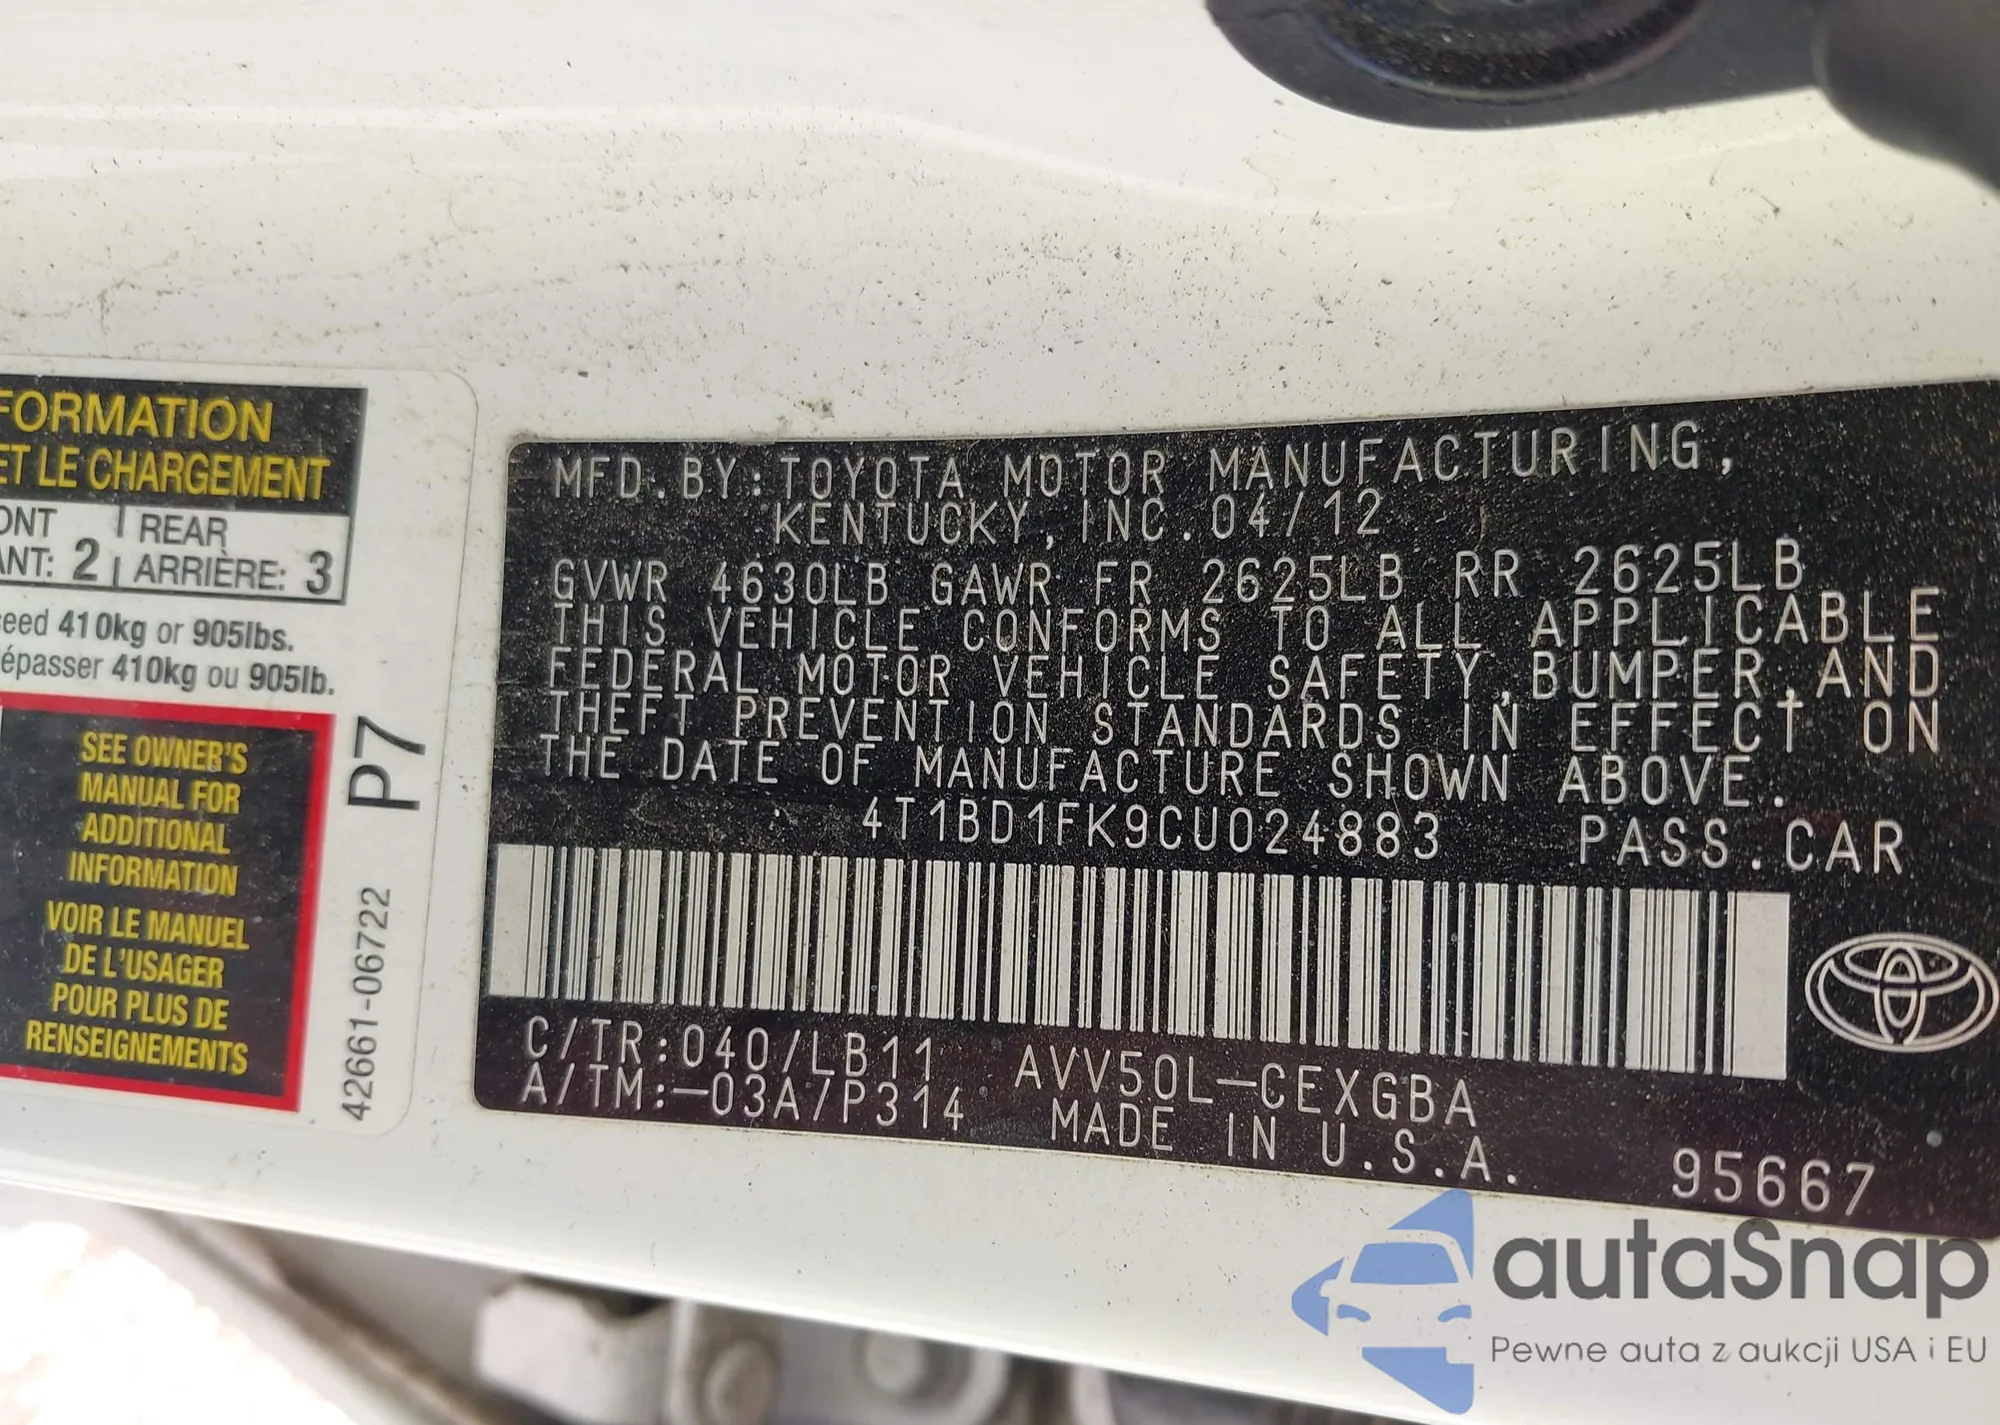 FORMATION
ET LE CHARGEMENT
REAR
2 ARRIÈRE: 3
410kg or 905lbs.
410kg ou 905lb.
SEE OWNER'S
MANUAL FOR
ADDITIONAL
INFORMATION
VOIR LE MANUEL
DE L'USAGER
POUR PLUS DE
RENSEIGNEMENTS
P7
42661-06722
MFD.BY:TOYOTA MOTOR MANUFACTURING,
KENTUCKY,INC.04/12
GVWR 4630LB GAWR FR 2625LB RR 2625LB
THIS VEHICLE CONFORMS TO ALL APPLICABLE
FEDERAL MOTOR VEHICLE SAFETY,BUMPER,AND
THEFT PREVENTION STANDARDS IN EFFECT ON
THE DATE OF MANUFACTURE SHOWN ABOVE.
4T1BD1FK9CU024883 PASS.CAR
C/TR:040/LB11 AVV50L-CEXGBA
A/TM:-03A/P314 MADE IN U.S.A.
95667
autaSnap
Pewne auta z aukcji USA i EU